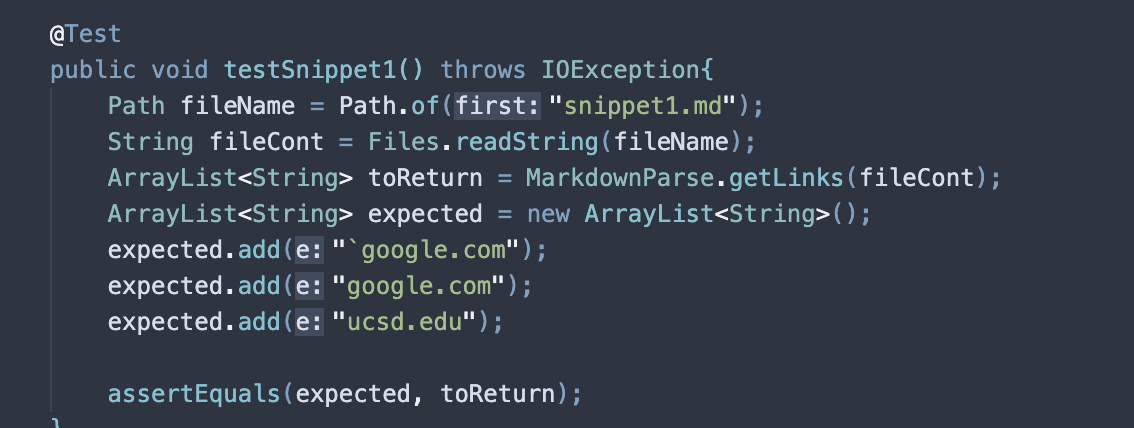 @Test
public void testSnippet1() throws IOException{
Path fileName = Path.of(first: "snippet1.md");
String fileCont = Files.readString(fileName);
ArrayList<String> toReturn = MarkdownParse.getLinks(fileCont);
ArrayList<String> expected = new ArrayList<String>();
expected.add(e: "`google.com");
expected.add(e: "google.com");
expected.add(e: "ucsd.edu");
assertEquals(expected, toReturn);
}